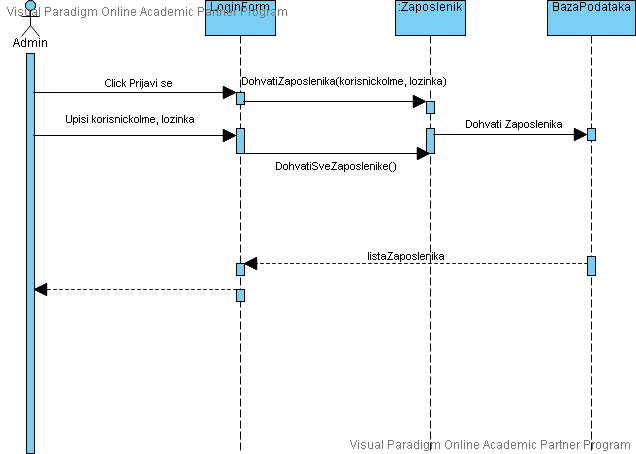 Visual Paradigm Online Academic Partner Program
LoginForm
:Zaposlenik
BazaPodataka
Admin
Click Prijavi se
DohvatiZaposlenika(korisnickoIme, lozinka)
Upisi korisnickoIme, lozinka
Dohvati Zaposlenika
DohvatiSveZaposlenike()
listaZaposlenika
Visual Paradigm Online Academic Partner Program